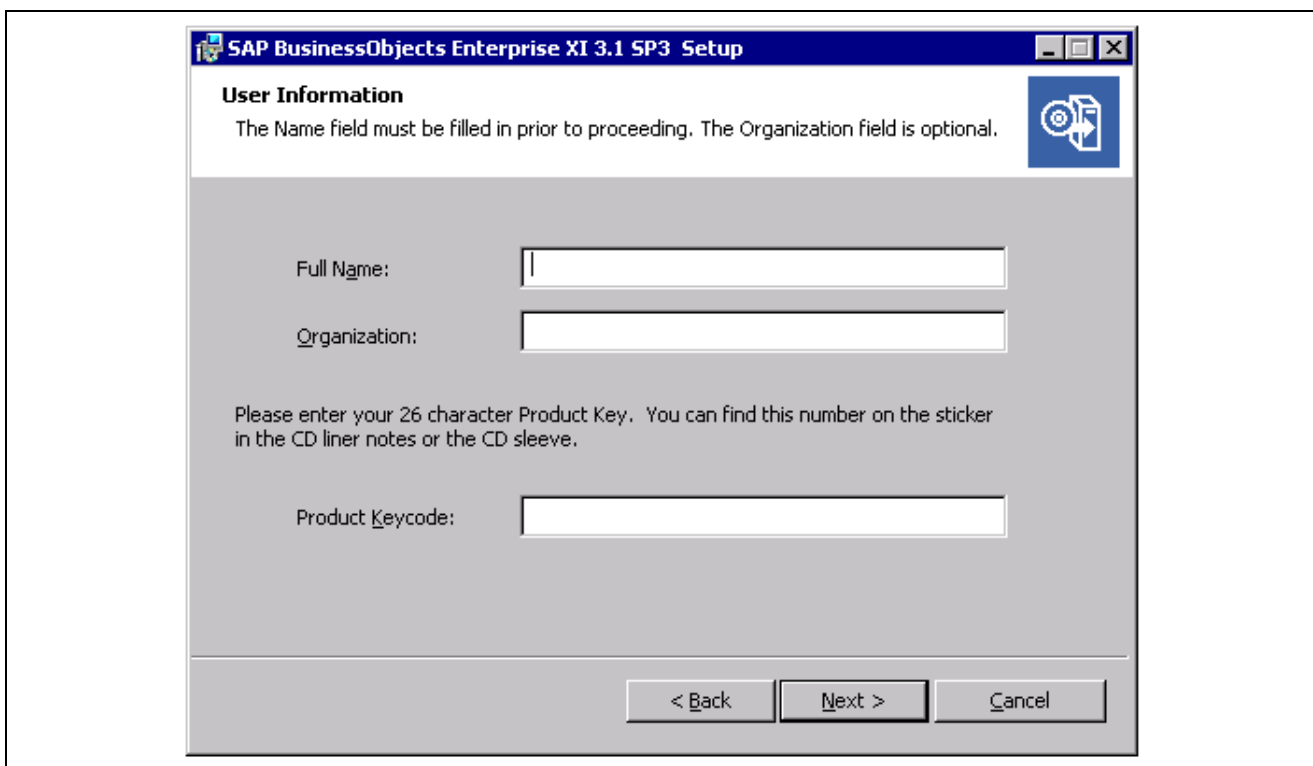 SAP BusinessObjects Enterprise XI 3.1 SP3 Setup
User Information
The Name field must be filled in prior to proceeding. The Organization field is optional.
Full Name:
Organization:
Please enter your 26 character Product Key. You can find this number on the sticker
in the CD liner notes or the CD sleeve.
Product Keycode:
< Back
Next >
Cancel